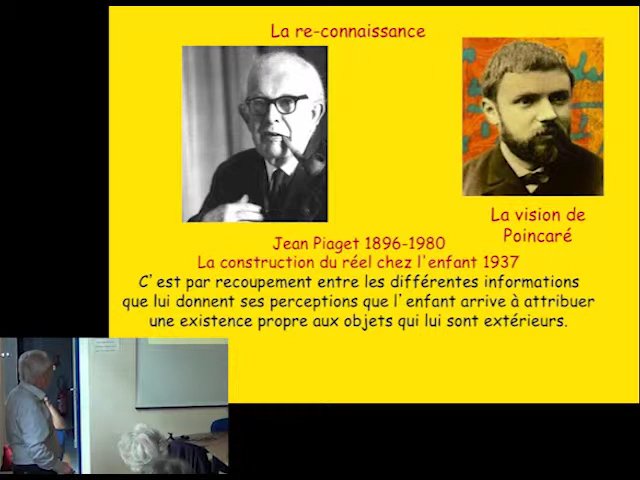 La re-connaissance
La vision de
Poincaré
Jean Piaget 1896-1980
La construction du réel chez l'enfant 1937
C'est par recoupement entre les différentes informations
que lui donnent ses perceptions que l'enfant arrive à attribuer
une existence propre aux objets qui lui sont extérieurs.